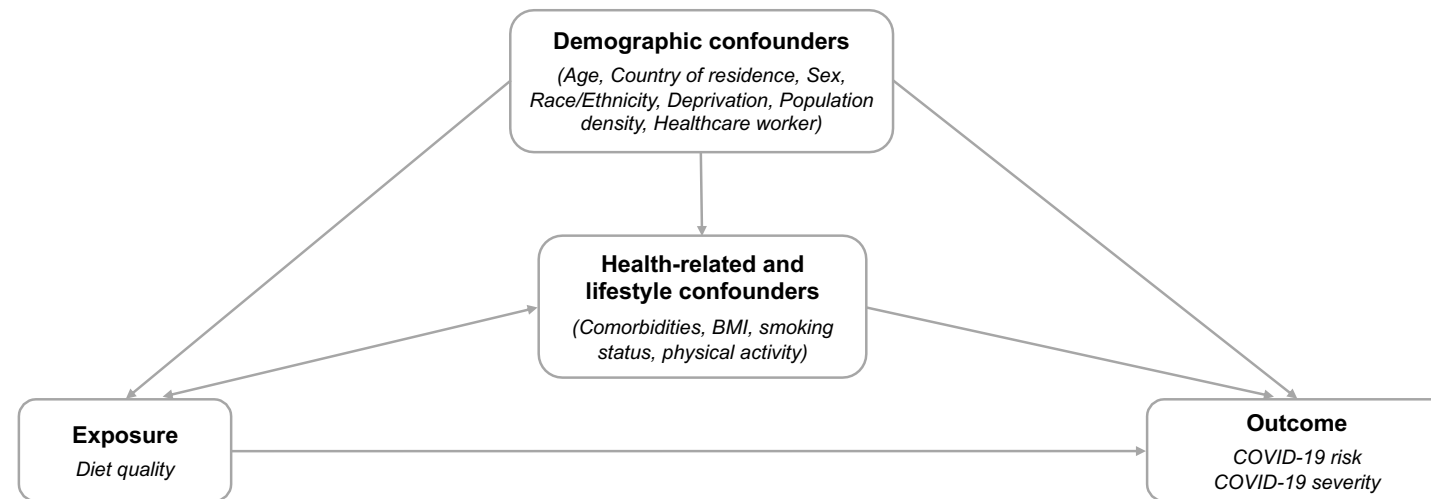 Demographic confounders
(Age, Country of residence, Sex,
Race/Ethnicity, Deprivation, Population
density, Healthcare worker)
Health-related and
lifestyle confounders
(Comorbidities, BMI, smoking
status, physical activity)
Exposure
Diet quality
Outcome
COVID-19 risk
COVID-19 severity